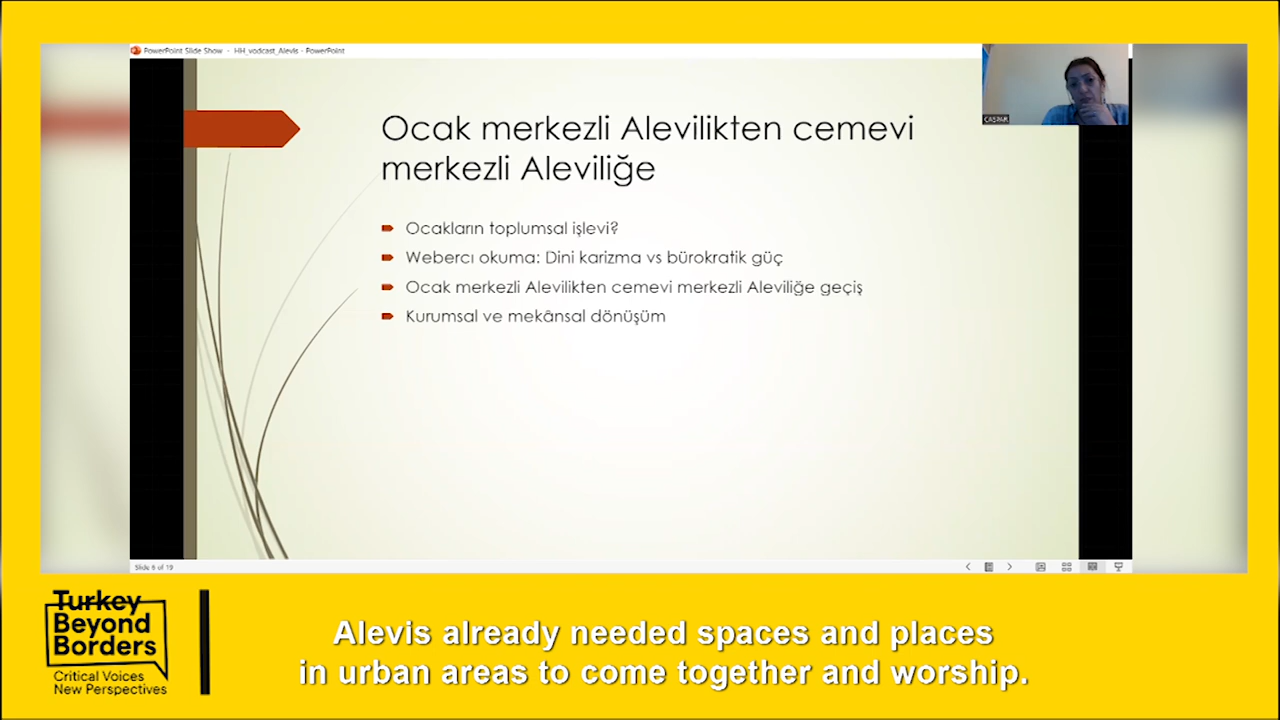 PowerPoint Slide Show - HH_vodcast_Alevis - PowerPoint
CASPAR
Ocak merkezli Alevilikten cemevi
merkezli Aleviliğe
Ocakların toplumsal işlevi?
Webercı okuma: Dini karizma vs bürokratik güç
Ocak merkezli Alevilikten cemevi merkezli Aleviliğe geçiş
Kurumsal ve mekânsal dönüşüm
Slide 6 of 19
Turkey
Beyond
Borders
Critical Voices
New Perspectives
Alevis already needed spaces and places
in urban areas to come together and worship.